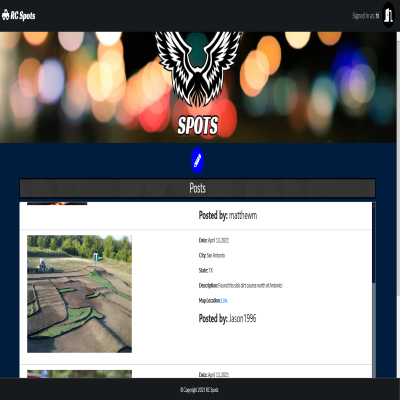 RC Spots
Signed in as: hi
SPOTS
Posts
Posted by: matthewm
Date: April 13, 2021
City: San Antonio
State: TX
Description: Found this side dirt course north of Antonio!
Map Location: Link
Posted by: Jason1996
Date: April 13, 2021
© Copyright 2021 RC Spots